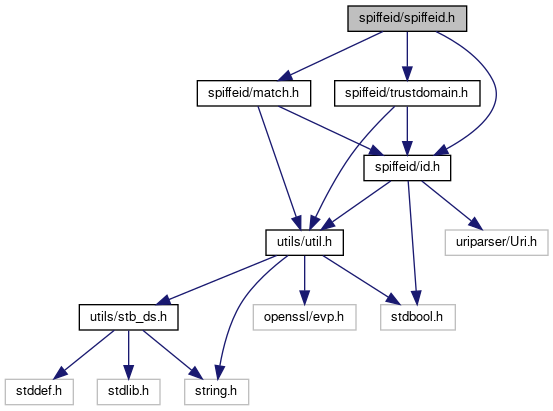 spiffeid/spiffeid.h
spiffeid/match.h
spiffeid/trustdomain.h
spiffeid/id.h
utils/util.h
uriparser/Uri.h
utils/stb_ds.h
openssl/evp.h
stdbool.h
stddef.h
stdlib.h
string.h